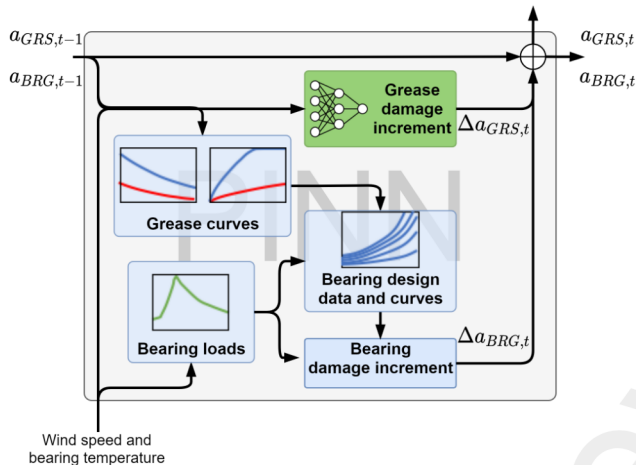 a_{GRS,t−1}
a_{BRG,t−1}
a_{GRS,t}
a_{BRG,t}
Grease
damage
increment
Δa_{GRS,t}
PINN
Grease curves
Bearing design
data and curves
Bearing loads
Bearing
damage increment
Δa_{BRG,t}
Wind speed and
bearing temperature